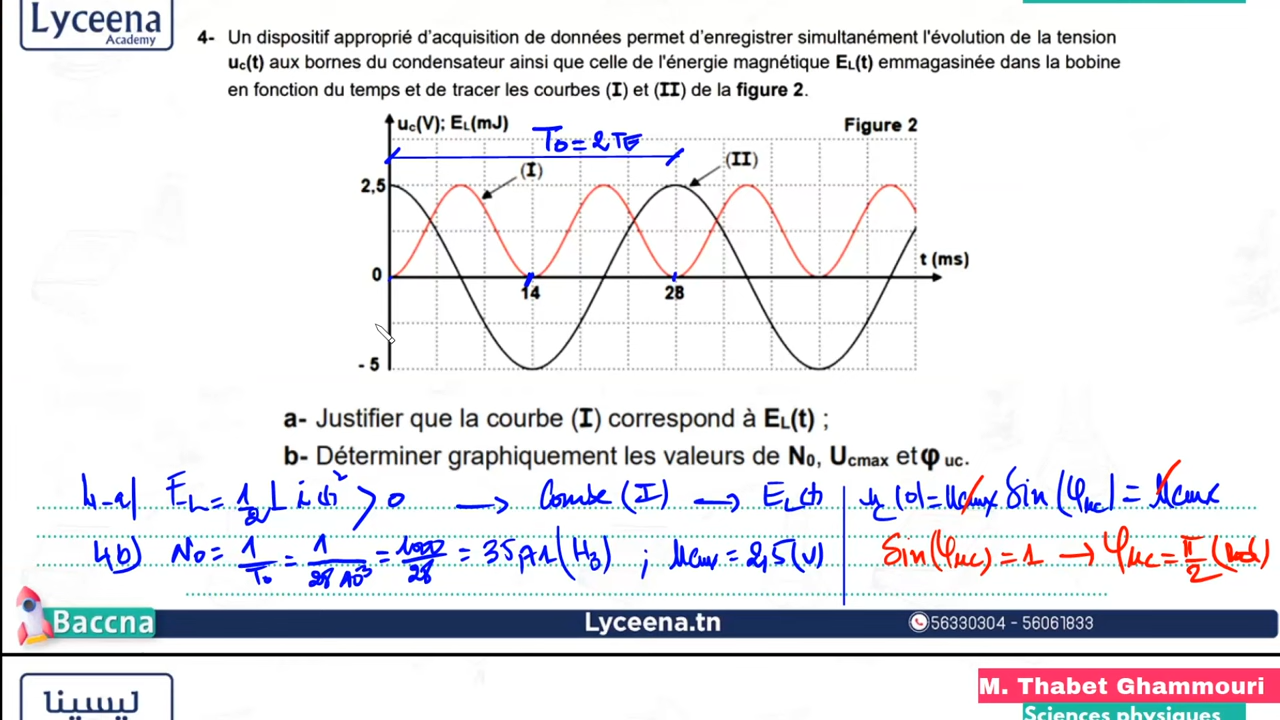 Lyceena
Academy
4- Un dispositif approprié d'acquisition de données permet d'enregistrer simultanément l'évolution de la tension
uc(t) aux bornes du condensateur ainsi que celle de l'énergie magnétique EL(t) emmagasinée dans la bobine
en fonction du temps et de tracer les courbes (I) et (II) de la figure 2.
uc(V); EL(mJ)
T0 = 2TE
Figure 2
(I)
(II)
2,5
0
t (ms)
14
28
- 5
a- Justifier que la courbe (I) correspond à EL(t) ;
b- Déterminer graphiquement les valeurs de N0, Ucmax et φ uc.
4-a) EL = 1/2 L i(t)² > 0 → Courbe (I) → EL(t)
uc(0) = Ucmax Sin(φuc) = Ucmax
4b) N0 = 1/T0 = 1/28.10⁻³ = 1000/28 = 35,71 (Hz) ; Ucm = 2,5 (V)
Sin(φuc) = 1 → φuc = π/2 (rad)
Baccna
Lyceena.tn
56330304 - 56061833
ليسينا
M. Thabet Ghammouri
Sciences physiques